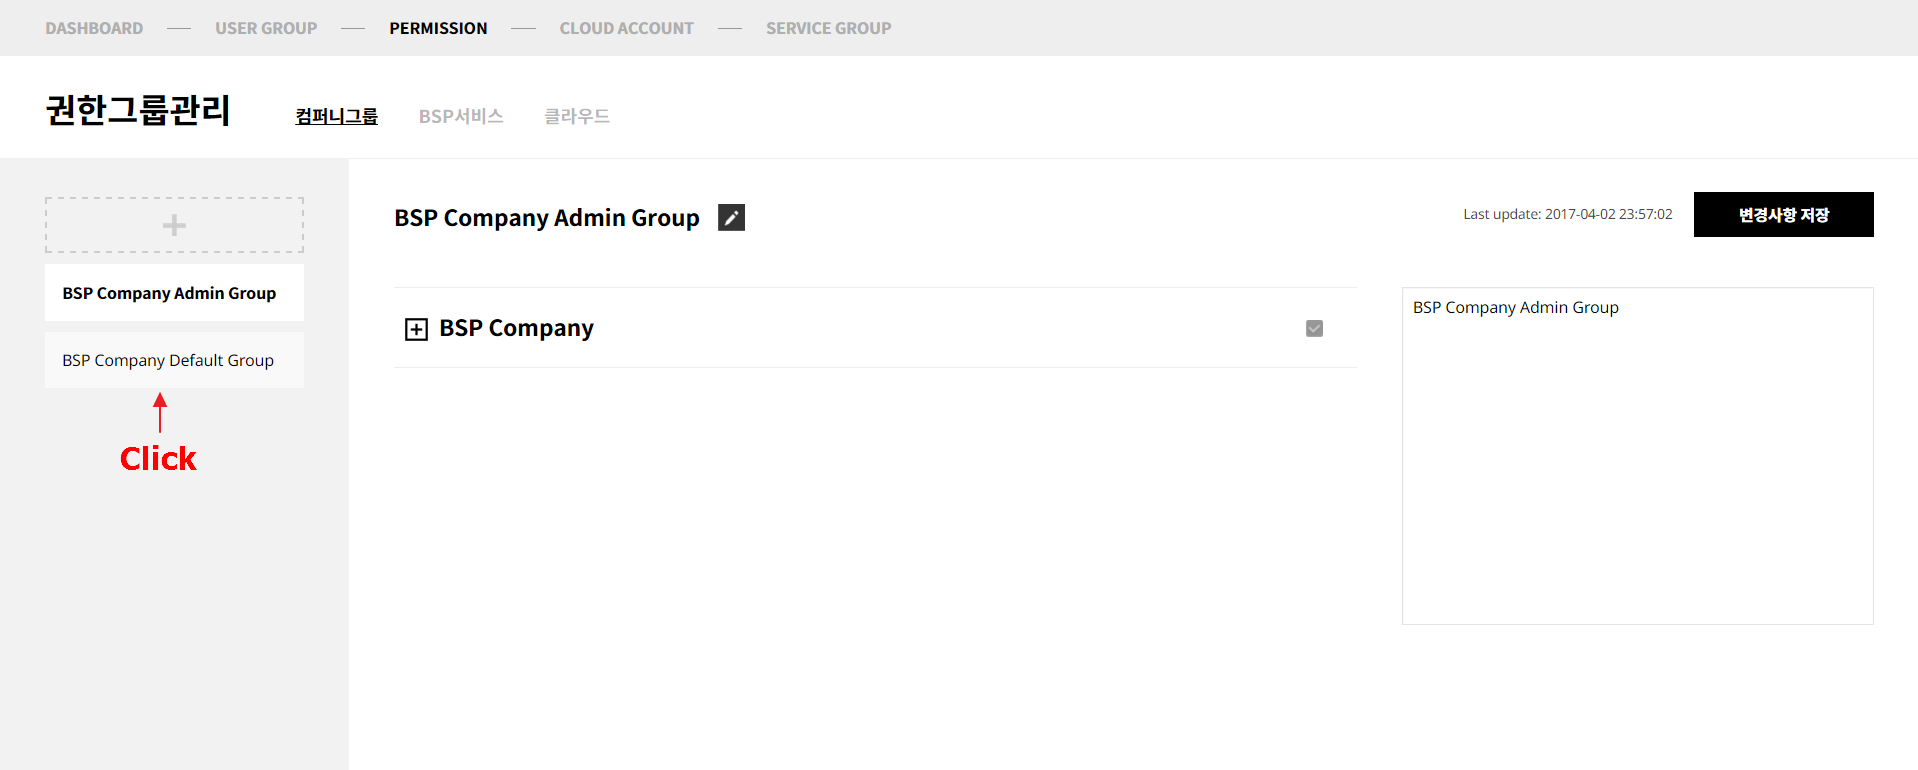 DASHBOARD — USER GROUP — PERMISSION — CLOUD ACCOUNT — SERVICE GROUP
권한그룹관리 컴퍼니그룹 BSP서비스 클라우드
+
BSP Company Admin Group
BSP Company Default Group
Click
BSP Company Admin Group
Last update: 2017-04-02 23:57:02 변경사항 저장
BSP Company
BSP Company Admin Group